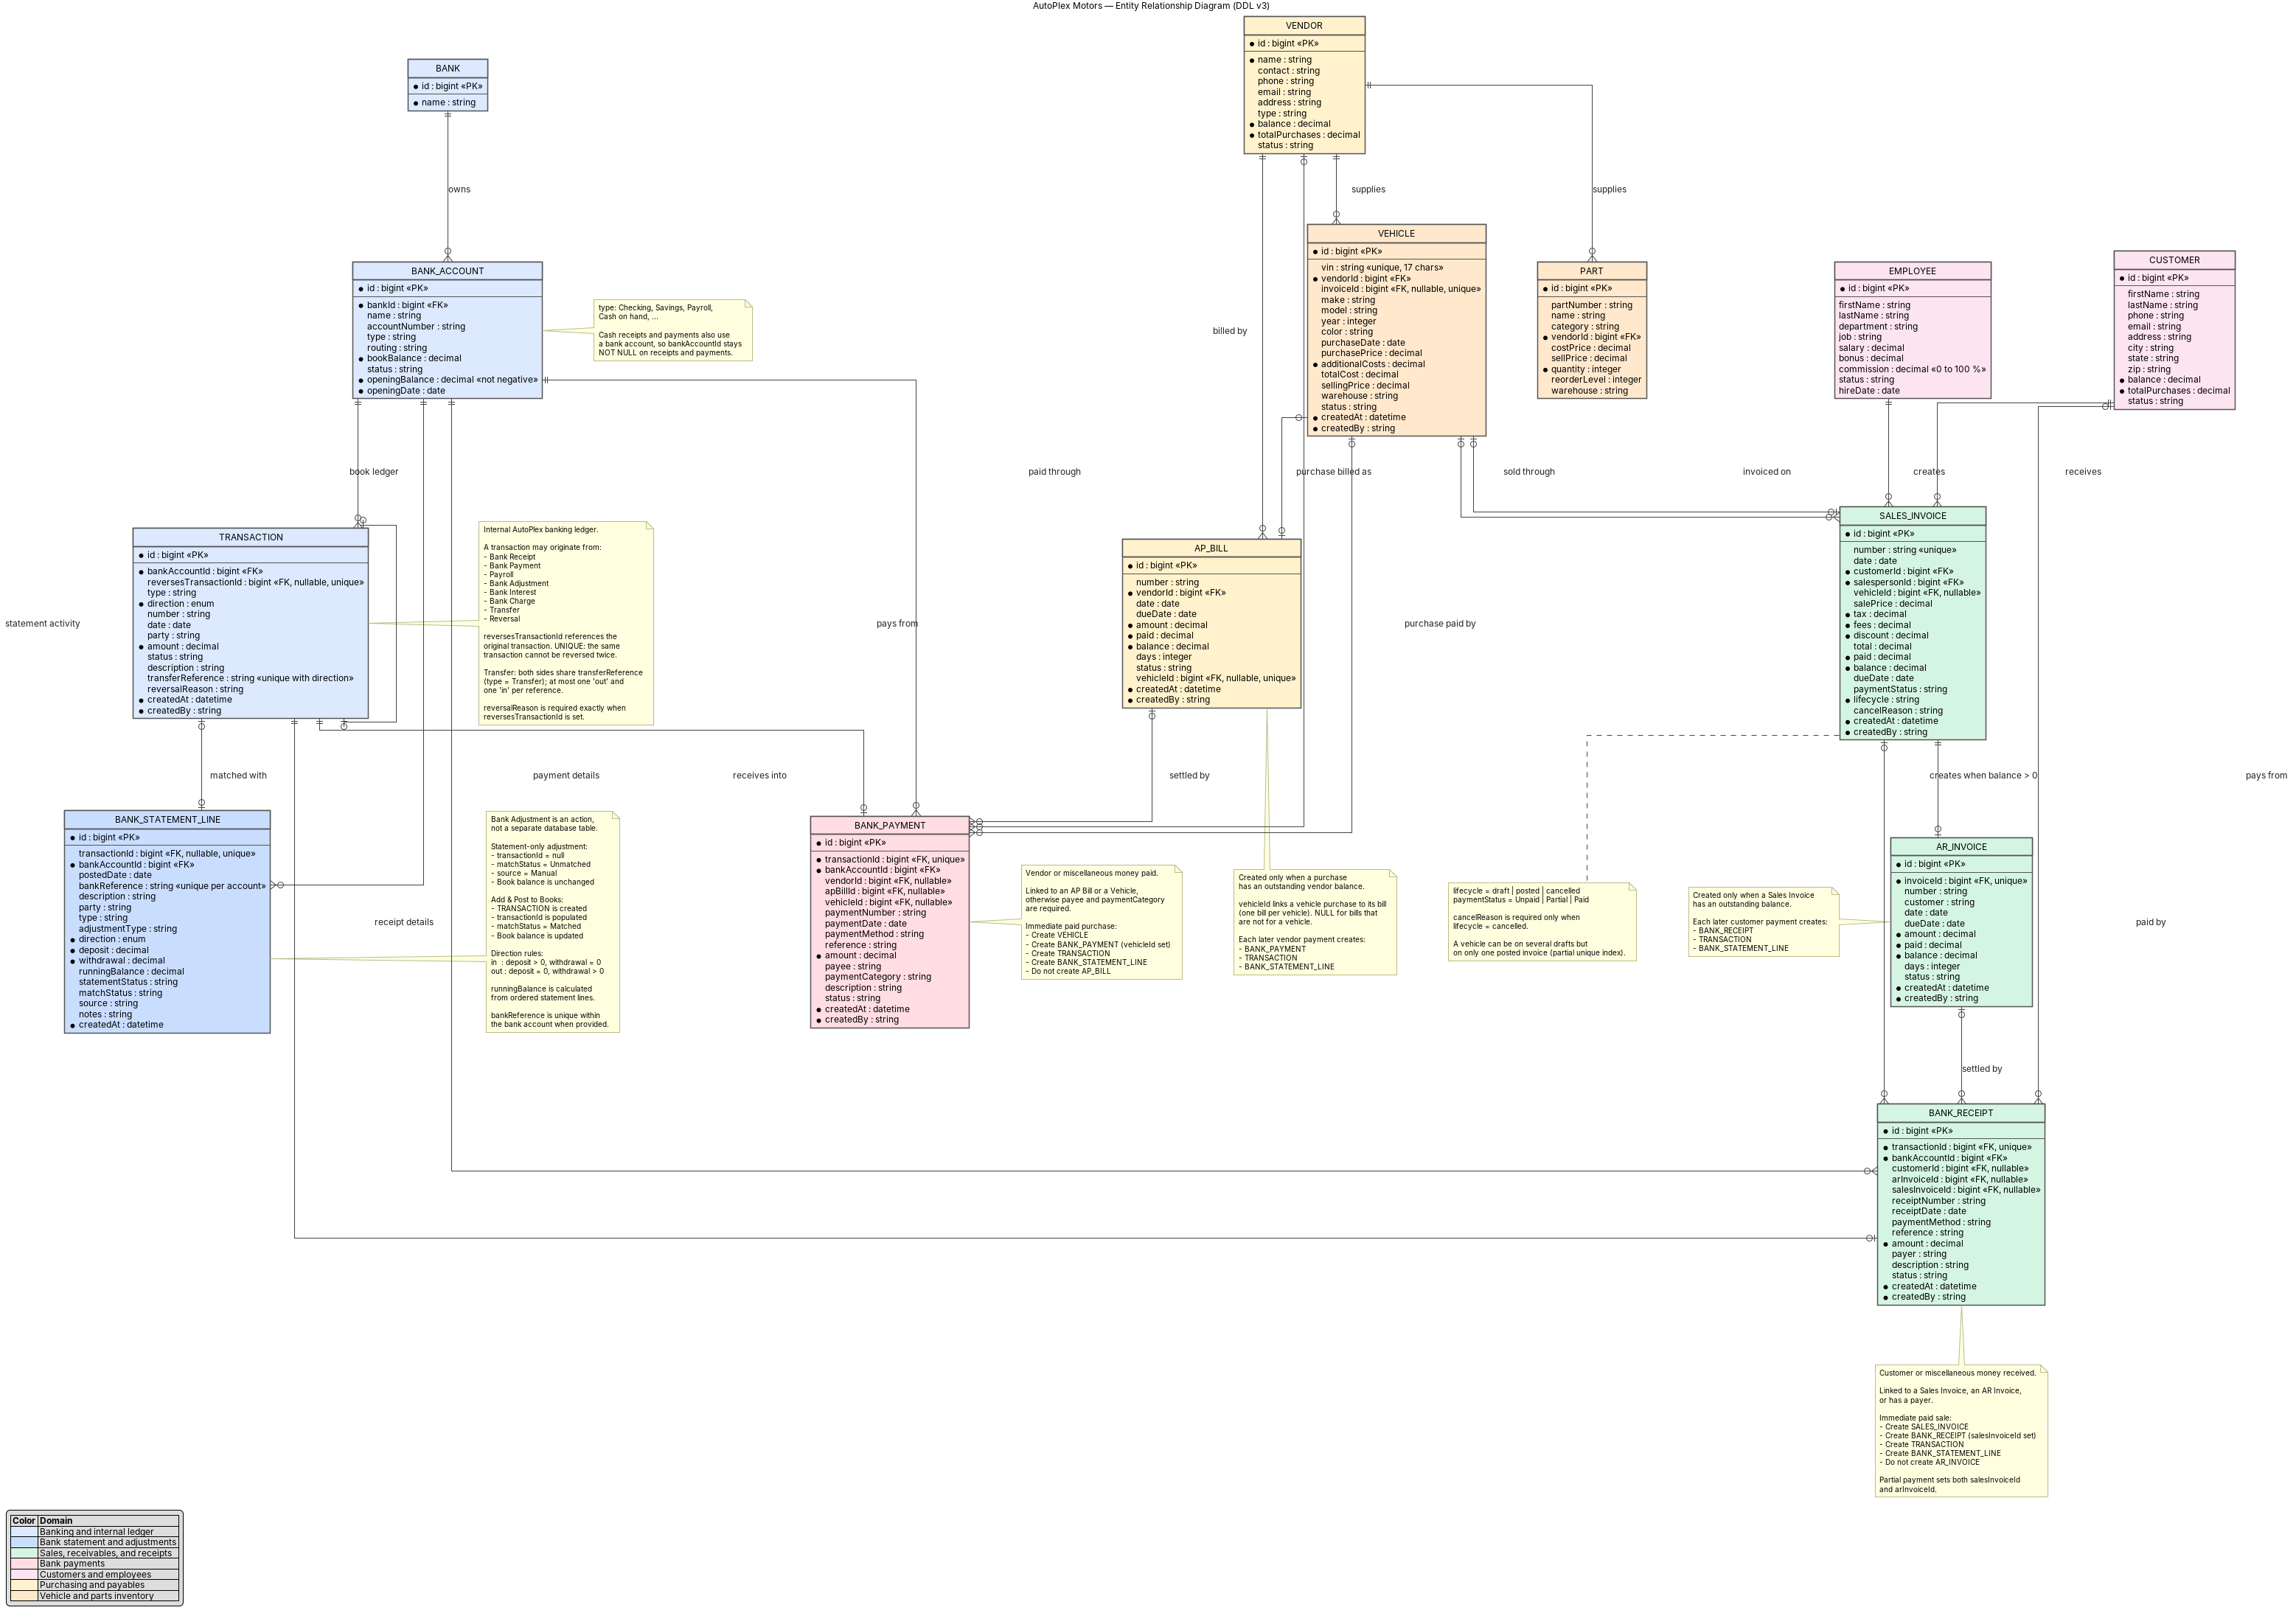 AutoPlex Motors — Entity Relationship Diagram (DDL v3)
VENDOR
id : bigint «PK»
name : string
contact : string
phone : string
email : string
address : string
type : string
balance : decimal
totalPurchases : decimal
status : string
BANK
id : bigint «PK»
name : string
owns
supplies
supplies
VEHICLE
id : bigint «PK»
vin : string «unique, 17 chars»
vendorId : bigint «FK»
invoiceId : bigint «FK, nullable, unique»
make : string
model : string
year : integer
color : string
purchaseDate : date
purchasePrice : decimal
additionalCosts : decimal
totalCost : decimal
sellingPrice : decimal
warehouse : string
status : string
createdAt : datetime
createdBy : string
BANK_ACCOUNT
id : bigint «PK»
bankId : bigint «FK»
name : string
accountNumber : string
type : string
routing : string
bookBalance : decimal
status : string
openingBalance : decimal «not negative»
openingDate : date
type: Checking, Savings, Payroll,
Cash on hand, ...
Cash receipts and payments also use
a bank account, so bankAccountId stays
NOT NULL on receipts and payments.
billed by
PART
id : bigint «PK»
partNumber : string
name : string
category : string
vendorId : bigint «FK»
costPrice : decimal
sellPrice : decimal
quantity : integer
reorderLevel : integer
warehouse : string
EMPLOYEE
id : bigint «PK»
firstName : string
lastName : string
department : string
job : string
salary : decimal
bonus : decimal
commission : decimal «0 to 100 %»
status : string
hireDate : date
CUSTOMER
id : bigint «PK»
firstName : string
lastName : string
phone : string
email : string
address : string
city : string
state : string
zip : string
balance : decimal
totalPurchases : decimal
status : string
book ledger
paid through
purchase billed as
sold through
invoiced on
creates
receives
TRANSACTION
id : bigint «PK»
bankAccountId : bigint «FK»
reversesTransactionId : bigint «FK, nullable, unique»
type : string
direction : enum
number : string
date : date
party : string
amount : decimal
status : string
description : string
transferReference : string «unique with direction»
reversalReason : string
createdAt : datetime
createdBy : string
Internal AutoPlex banking ledger.
A transaction may originate from:
- Bank Receipt
- Bank Payment
- Payroll
- Bank Adjustment
- Bank Interest
- Bank Charge
- Transfer
- Reversal
reversesTransactionId references the
original transaction. UNIQUE: the same
transaction cannot be reversed twice.
Transfer: both sides share transferReference
(type = Transfer); at most one 'out' and
one 'in' per reference.
reversalReason is required exactly when
reversesTransactionId is set.
AP_BILL
id : bigint «PK»
number : string
vendorId : bigint «FK»
date : date
dueDate : date
amount : decimal
paid : decimal
balance : decimal
days : integer
status : string
vehicleId : bigint «FK, nullable, unique»
createdAt : datetime
createdBy : string
SALES_INVOICE
id : bigint «PK»
number : string «unique»
date : date
customerId : bigint «FK»
salespersonId : bigint «FK»
vehicleId : bigint «FK, nullable»
salePrice : decimal
tax : decimal
fees : decimal
discount : decimal
total : decimal
paid : decimal
balance : decimal
dueDate : date
paymentStatus : string
lifecycle : string
cancelReason : string
createdAt : datetime
createdBy : string
statement activity
pays from
purchase paid by
matched with
payment details
receives into
settled by
creates when balance > 0
pays from
BANK_STATEMENT_LINE
id : bigint «PK»
transactionId : bigint «FK, nullable, unique»
bankAccountId : bigint «FK»
postedDate : date
bankReference : string «unique per account»
description : string
party : string
type : string
adjustmentType : string
direction : enum
deposit : decimal
withdrawal : decimal
runningBalance : decimal
statementStatus : string
matchStatus : string
source : string
notes : string
createdAt : datetime
receipt details
Bank Adjustment is an action,
not a separate database table.
Statement-only adjustment:
- transactionId = null
- matchStatus = Unmatched
- source = Manual
- Book balance is unchanged
Add & Post to Books:
- TRANSACTION is created
- transactionId is populated
- matchStatus = Matched
- Book balance is updated
Direction rules:
in : deposit > 0, withdrawal = 0
out : deposit = 0, withdrawal > 0
runningBalance is calculated
from ordered statement lines.
bankReference is unique within
the bank account when provided.
BANK_PAYMENT
id : bigint «PK»
transactionId : bigint «FK, unique»
bankAccountId : bigint «FK»
vendorId : bigint «FK, nullable»
apBillId : bigint «FK, nullable»
vehicleId : bigint «FK, nullable»
paymentNumber : string
paymentDate : date
paymentMethod : string
reference : string
amount : decimal
payee : string
paymentCategory : string
description : string
status : string
createdAt : datetime
createdBy : string
Vendor or miscellaneous money paid.
Linked to an AP Bill or a Vehicle,
otherwise payee and paymentCategory
are required.
Immediate paid purchase:
- Create VEHICLE
- Create BANK_PAYMENT (vehicleId set)
- Create TRANSACTION
- Create BANK_STATEMENT_LINE
- Do not create AP_BILL
Created only when a purchase
has an outstanding vendor balance.
vehicleId links a vehicle purchase to its bill
(one bill per vehicle). NULL for bills that
are not for a vehicle.
Each later vendor payment creates:
- BANK_PAYMENT
- TRANSACTION
- BANK_STATEMENT_LINE
lifecycle = draft | posted | cancelled
paymentStatus = Unpaid | Partial | Paid
cancelReason is required only when
lifecycle = cancelled.
A vehicle can be on several drafts but
on only one posted invoice (partial unique index).
Created only when a Sales Invoice
has an outstanding balance.
Each later customer payment creates:
- BANK_RECEIPT
- TRANSACTION
- BANK_STATEMENT_LINE
AR_INVOICE
id : bigint «PK»
invoiceId : bigint «FK, unique»
number : string
customer : string
date : date
dueDate : date
amount : decimal
paid : decimal
balance : decimal
days : integer
status : string
createdAt : datetime
createdBy : string
paid by
settled by
BANK_RECEIPT
id : bigint «PK»
transactionId : bigint «FK, unique»
bankAccountId : bigint «FK»
customerId : bigint «FK, nullable»
arInvoiceId : bigint «FK, nullable»
salesInvoiceId : bigint «FK, nullable»
receiptNumber : string
receiptDate : date
paymentMethod : string
reference : string
amount : decimal
payer : string
description : string
status : string
createdAt : datetime
createdBy : string
Customer or miscellaneous money received.
Linked to a Sales Invoice, an AR Invoice,
or has a payer.
Immediate paid sale:
- Create SALES_INVOICE
- Create BANK_RECEIPT (salesInvoiceId set)
- Create TRANSACTION
- Create BANK_STATEMENT_LINE
- Do not create AR_INVOICE
Partial payment sets both salesInvoiceId
and arInvoiceId.
Color Domain
Banking and internal ledger
Bank statement and adjustments
Sales, receivables, and receipts
Bank payments
Customers and employees
Purchasing and payables
Vehicle and parts inventory